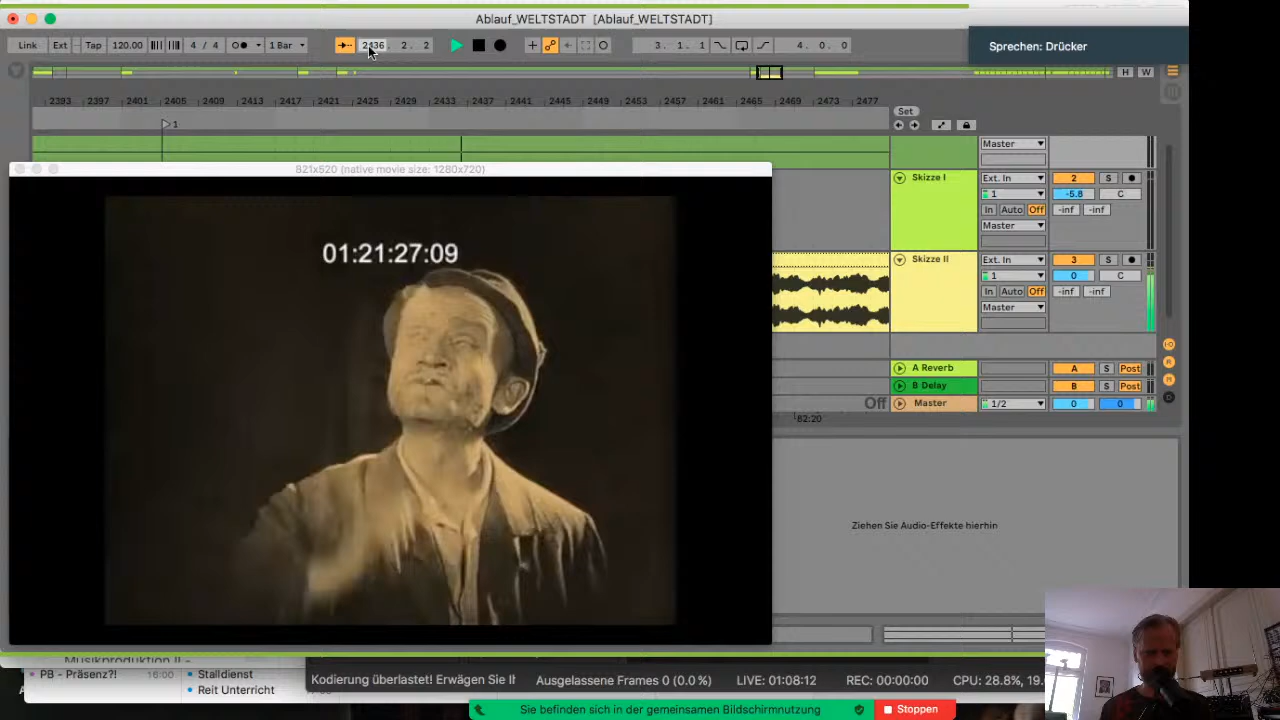 Ablauf_WELTSTADT [Ablauf_WELTSTADT]
Link Ext Tap 120.00 4 / 4 1 Bar 2436. 2. 2 3. 1. 1 4. 0. 0
Sprechen: Drücker
H W
2393 2397 2401 2405 2409 2413 2417 2421 2425 2429 2433 2437 2441 2445 2449 2453 2457 2461 2465 2469 2473 2477
Set
1
Master
821x520 (native movie size: 1280x720)
Skizze I Ext. In 2 S
1 -5.8 C
In Auto Off -inf -inf
Master
01:21:27:09
Skizze II Ext. In 3 S
1 0 C
In Auto Off -inf -inf
Master
A Reverb A S Post
B Delay B S Post
Off Master 1/2 0 0
82:20
Ziehen Sie Audio-Effekte hierhin
Musikproduktion II -
PB - Präsenz?! 16:00 Stalldienst
Reit Unterricht
Kodierung überlastet! Erwägen Sie Ausgelassene Frames 0 (0.0 %) LIVE: 01:08:12 REC: 00:00:00 CPU: 28.8%, 19.
Sie befinden sich in der gemeinsamen Bildschirmnutzung Stoppen